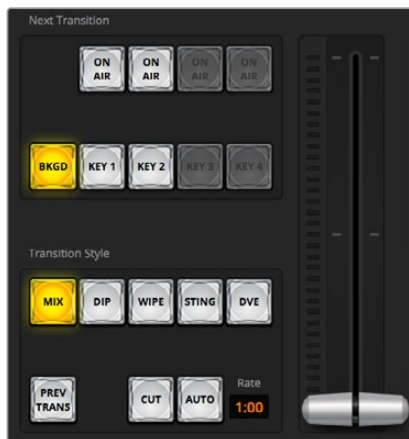 Next Transition
ON AIR ON AIR ON AIR ON AIR
BKGD KEY 1 KEY 2 KEY 3 KEY 4
Transition Style
MIX DIP WIPE STING DVE
Rate
PREV TRANS CUT AUTO 1:00